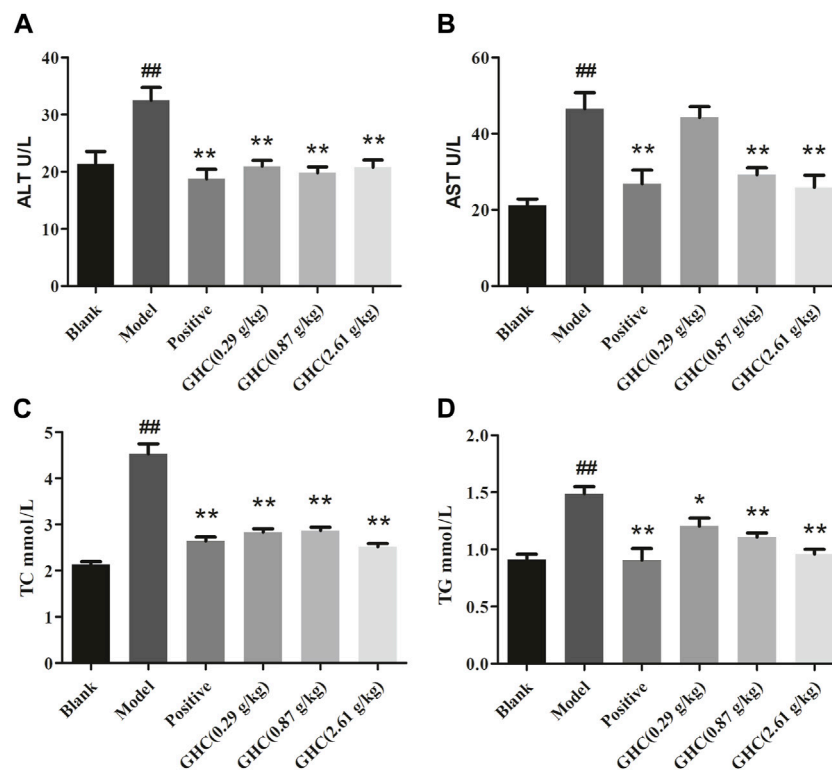 A
ALT U/L
40
30
20
10
0
##
**
**
**
**
Blank
Model
Positive
GHC(0.29 g/kg)
GHC(0.87 g/kg)
GHC(2.61 g/kg)
B
AST U/L
60
40
20
0
##
**
**
**
Blank
Model
Positive
GHC(0.29 g/kg)
GHC(0.87 g/kg)
GHC(2.61 g/kg)
C
TC mmol/L
5
4
3
2
1
0
##
**
**
**
**
Blank
Model
Positive
GHC(0.29 g/kg)
GHC(0.87 g/kg)
GHC(2.61 g/kg)
D
TG mmol/L
2.0
1.5
1.0
0.5
0.0
##
**
*
**
**
Blank
Model
Positive
GHC(0.29 g/kg)
GHC(0.87 g/kg)
GHC(2.61 g/kg)